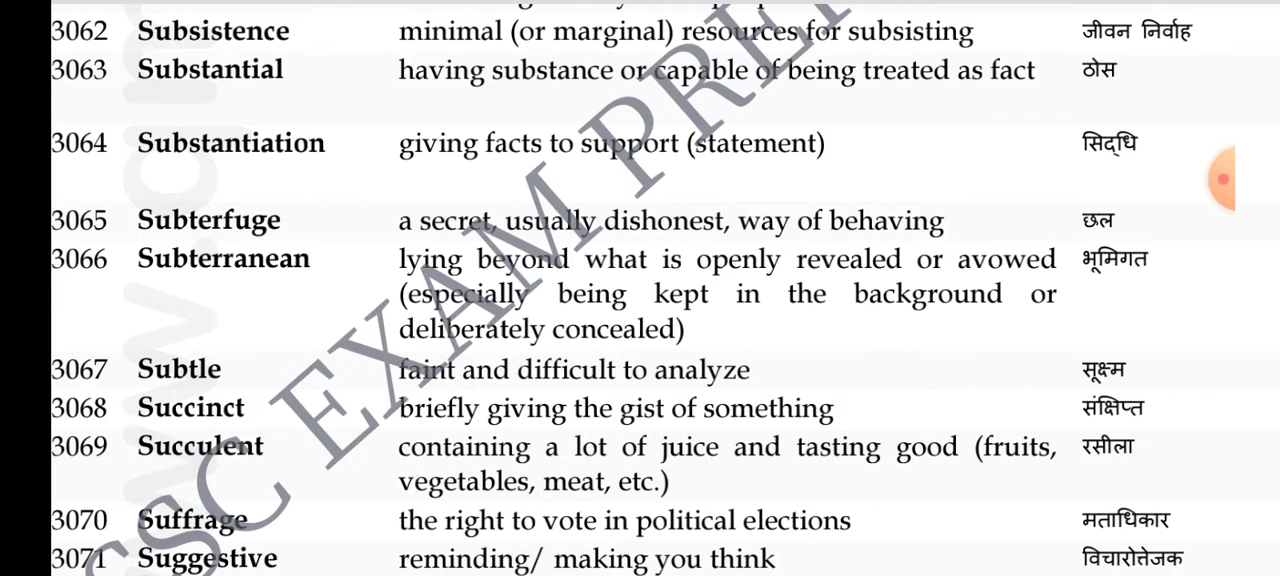 3062 Subsistence minimal (or marginal) resources for subsisting जीवन निर्वाह
3063 Substantial having substance or capable of being treated as fact ठोस
3064 Substantiation giving facts to support (statement) सिद्धि
3065 Subterfuge a secret, usually dishonest, way of behaving छल
3066 Subterranean lying beyond what is openly revealed or avowed भूमिगत
(especially being kept in the background or
deliberately concealed)
3067 Subtle faint and difficult to analyze सूक्ष्म
3068 Succinct briefly giving the gist of something संक्षिप्त
3069 Succulent containing a lot of juice and tasting good (fruits, रसीला
vegetables, meat, etc.)
3070 Suffrage the right to vote in political elections मताधिकार
3071 Suggestive reminding/ making you think विचारोत्तेजक
SSC EXAM PREP